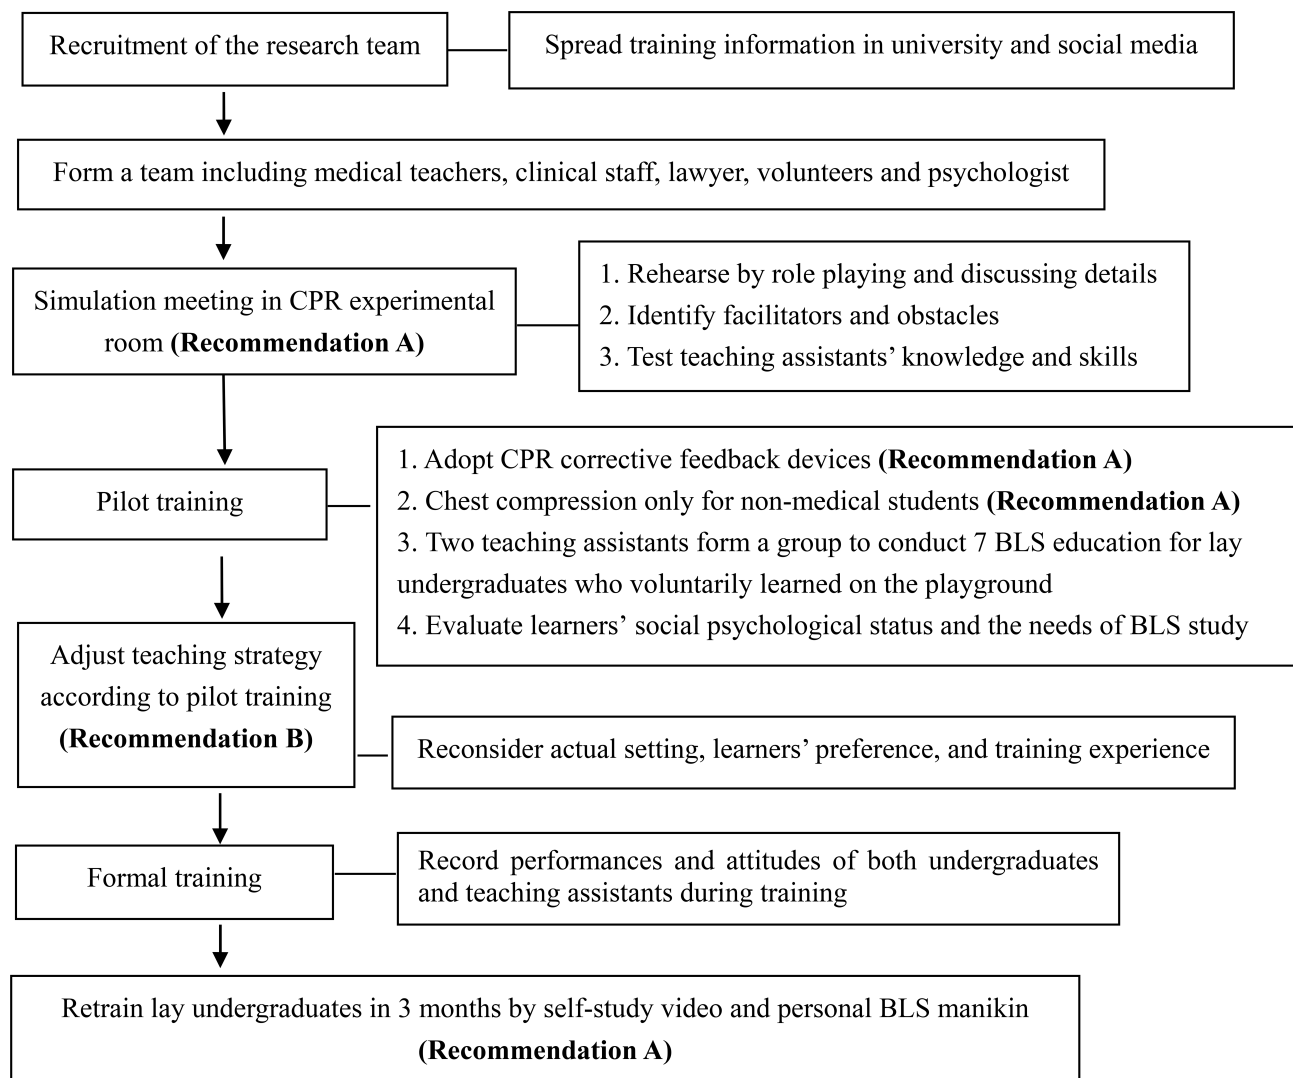 Recruitment of the research team
Spread training information in university and social media
Form a team including medical teachers, clinical staff, lawyer, volunteers and psychologist
Simulation meeting in CPR experimental
room (Recommendation A)
1. Rehearse by role playing and discussing details
2. Identify facilitators and obstacles
3. Test teaching assistants’ knowledge and skills
Pilot training
1. Adopt CPR corrective feedback devices (Recommendation A)
2. Chest compression only for non-medical students (Recommendation A)
3. Two teaching assistants form a group to conduct 7 BLS education for lay
undergraduates who voluntarily learned on the playground
4. Evaluate learners’ social psychological status and the needs of BLS study
Adjust teaching strategy
according to pilot training
(Recommendation B)
Reconsider actual setting, learners’ preference, and training experience
Formal training
Record performances and attitudes of both undergraduates
and teaching assistants during training
Retrain lay undergraduates in 3 months by self-study video and personal BLS manikin
(Recommendation A)